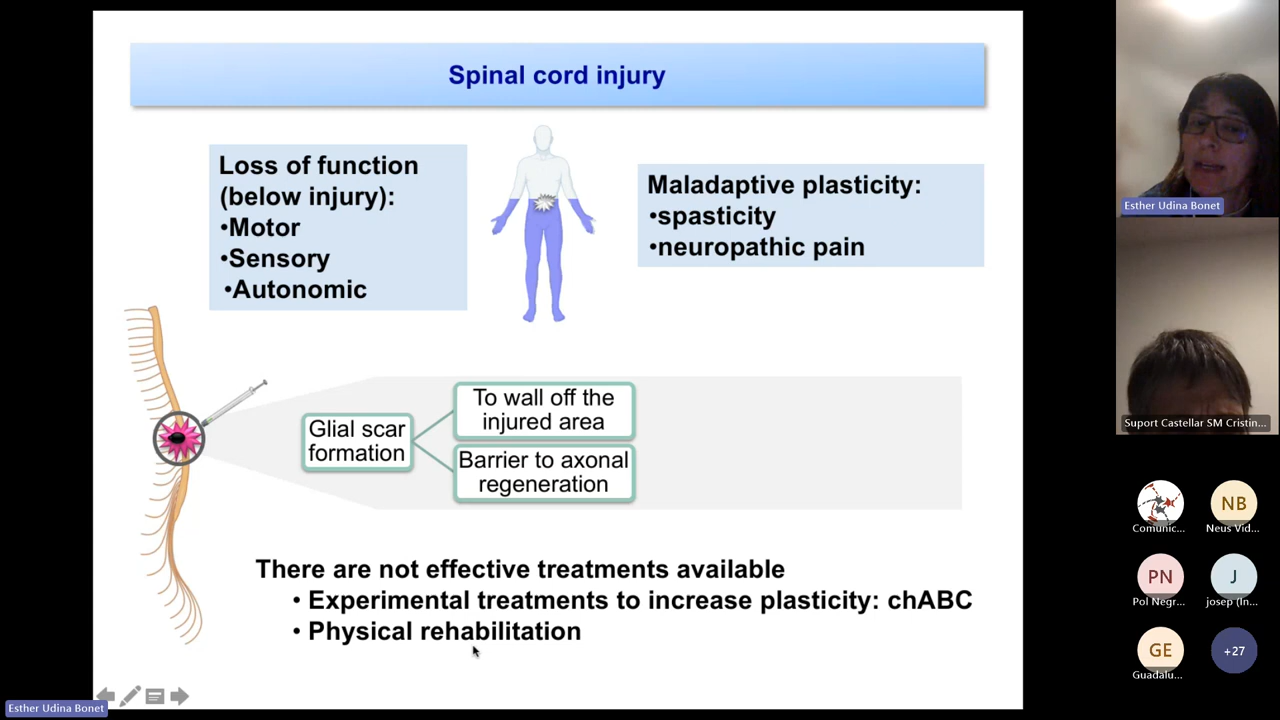 Spinal cord injury
Loss of function
(below injury):
•Motor
•Sensory
•Autonomic
Maladaptive plasticity:
•spasticity
•neuropathic pain
Glial scar
formation
To wall off the
injured area
Barrier to axonal
regeneration
There are not effective treatments available
• Experimental treatments to increase plasticity: chABC
• Physical rehabilitation
Esther Udina Bonet
Esther Udina Bonet
Suport Castellar SM Cristin...
Comunic...
NB
Neus Vid...
PN
Pol Negr...
J
josep (In...
GE
Guadalu...
+27